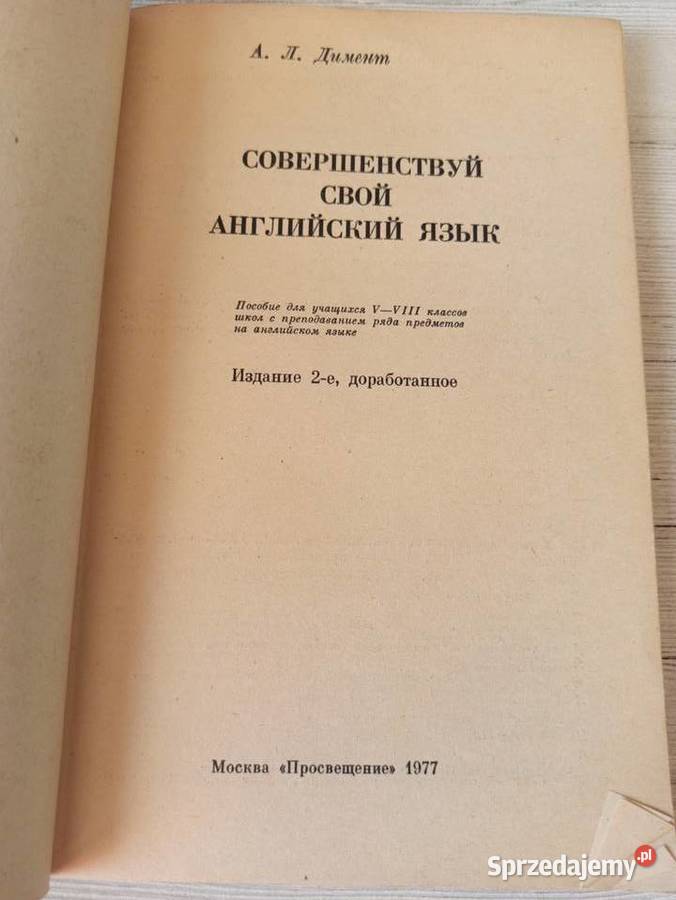 А. Л. Димент
СОВЕРШЕНСТВУЙ
СВОЙ
АНГЛИЙСКИЙ ЯЗЫК
Пособие для учащихся V—VIII классов
школ с преподаванием ряда предметов
на английском языке
Издание 2-е, доработанное
Москва «Просвещение» 1977
Sprzedajemy.pl